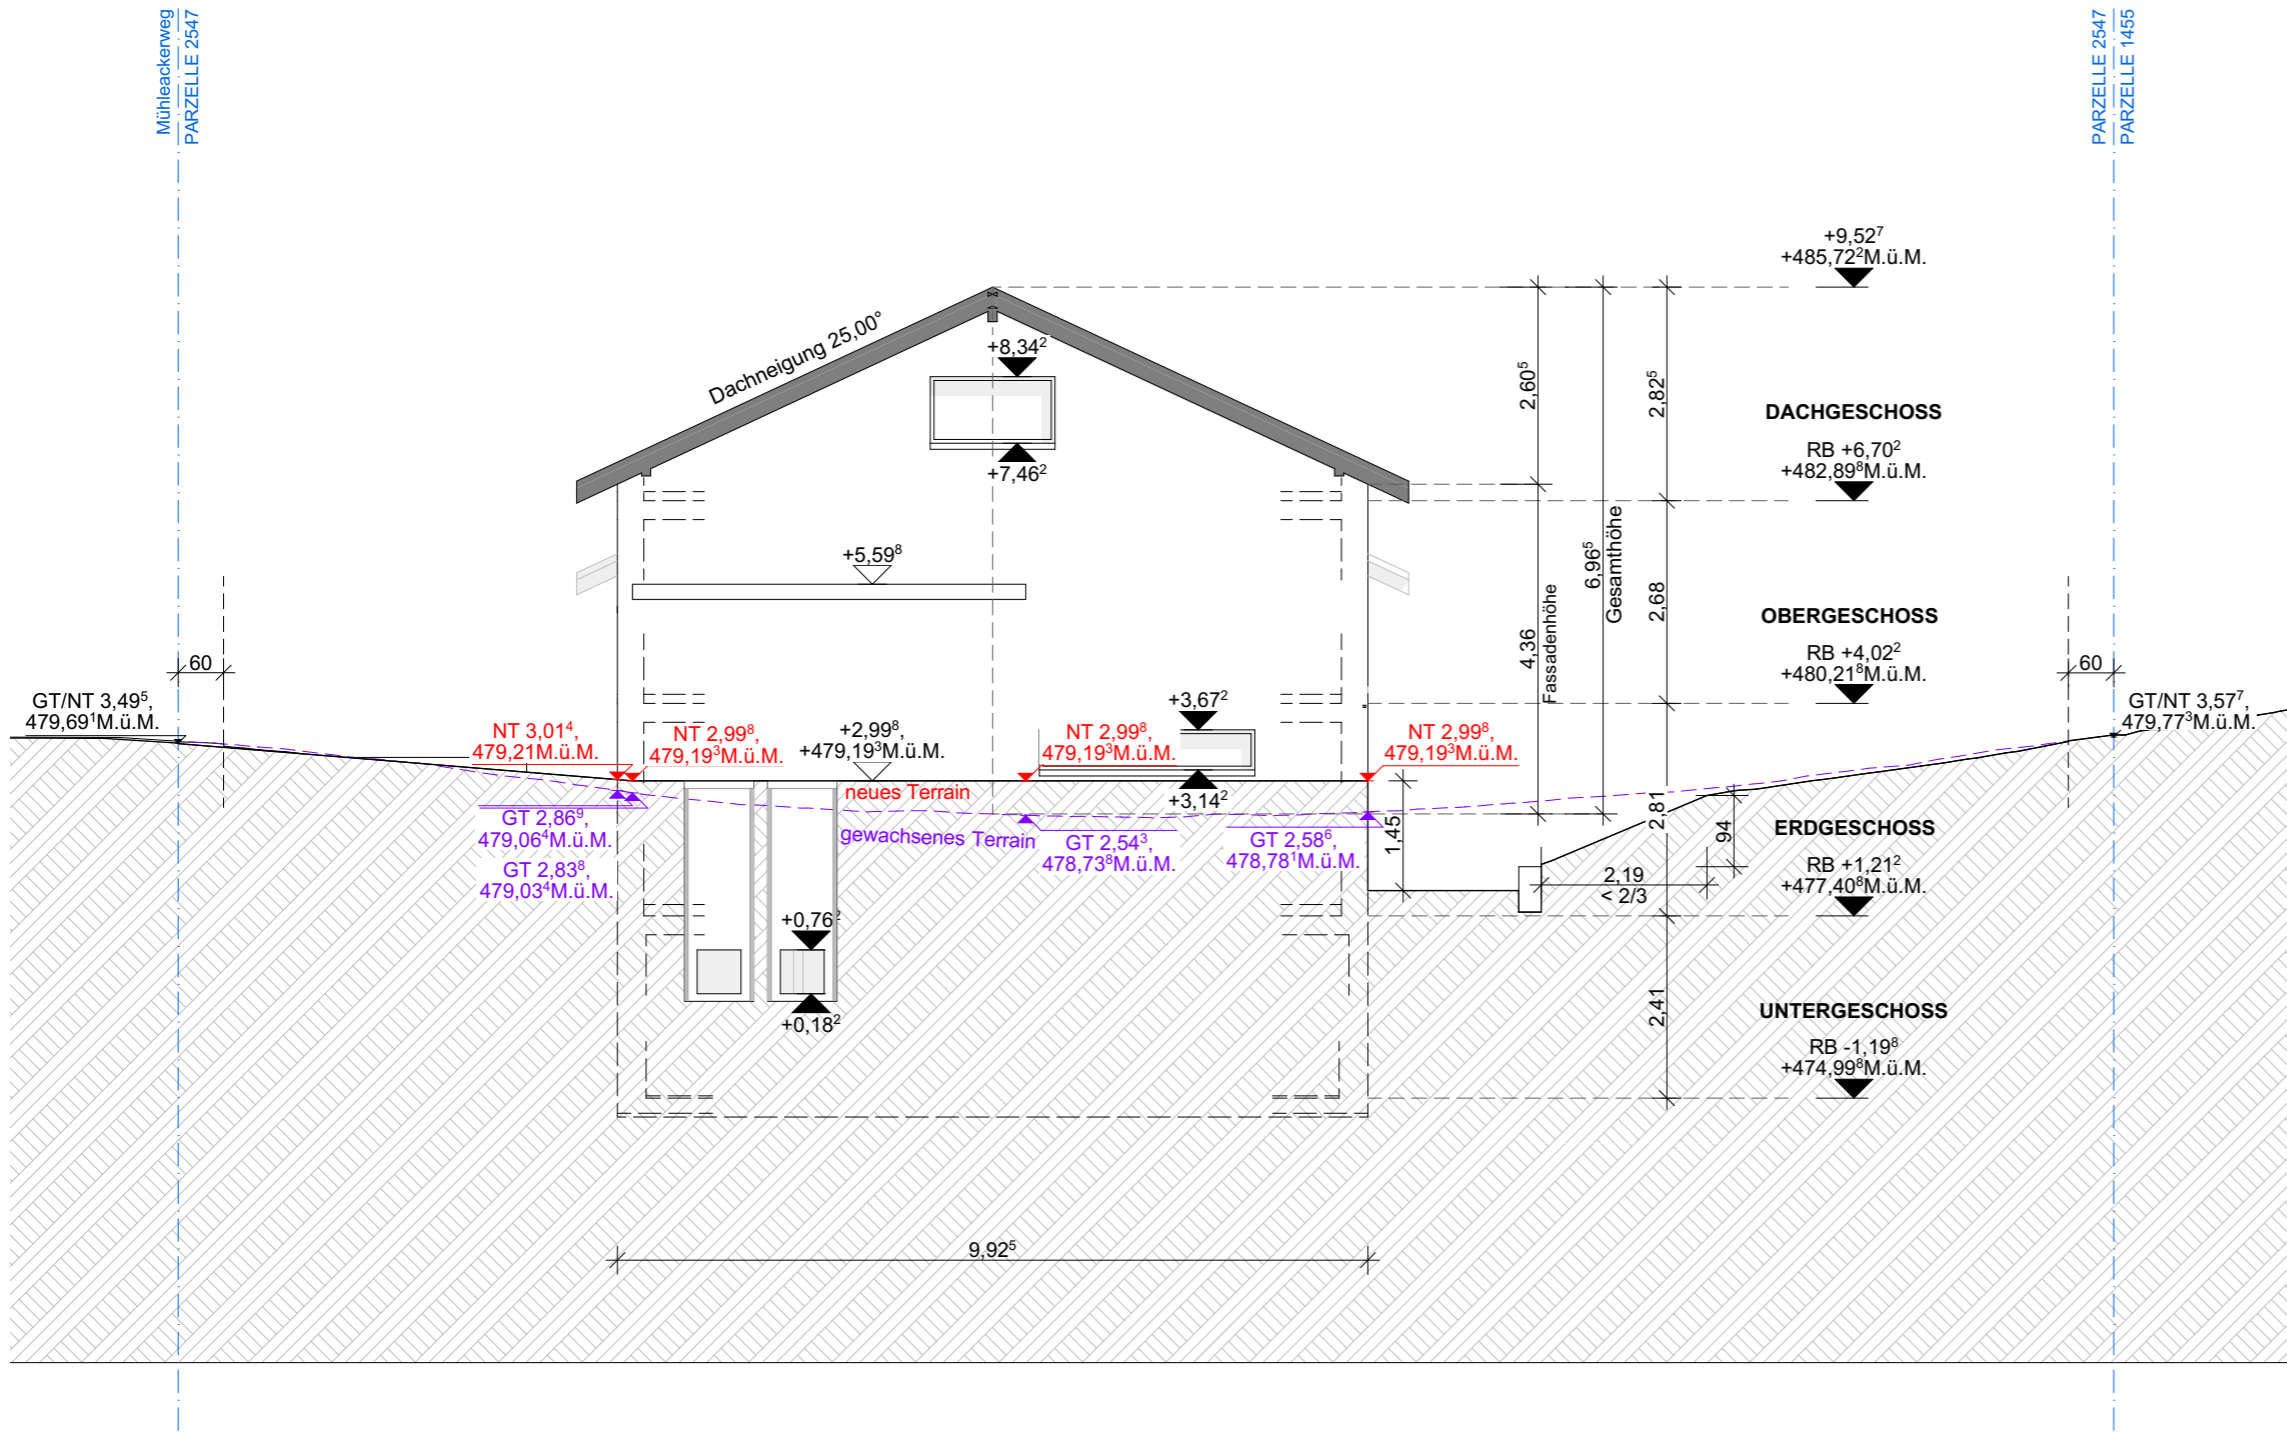 Mühleackerweg
PARZELLE 2547
PARZELLE 2547
PARZELLE 1455
+9,52⁷
+485,72²M.ü.M.
Dachneigung 25,00°
+8,34²
+7,46²
2,60⁵
2,82⁵
DACHGESCHOSS
RB +6,70²
+482,89⁸M.ü.M.
+5,59⁸
4,36
Fassadenhöhe
6,96⁵
Gesamthöhe
2,68
OBERGESCHOSS
RB +4,02²
+480,21⁸M.ü.M.
60
60
GT/NT 3,49⁵,
479,69¹M.ü.M.
GT/NT 3,57⁷,
479,77³M.ü.M.
NT 3,01⁴,
479,21M.ü.M.
NT 2,99⁸,
479,19³M.ü.M.
+2,99⁸,
+479,19³M.ü.M.
NT 2,99⁸,
479,19³M.ü.M.
+3,67²
+3,14²
NT 2,99⁸,
479,19³M.ü.M.
neues Terrain
gewachsenes Terrain
GT 2,86⁹,
479,06⁴M.ü.M.
GT 2,83⁸,
479,03⁴M.ü.M.
GT 2,54³,
478,73⁸M.ü.M.
GT 2,58⁶,
478,78¹M.ü.M.
1,45
2,81
94
2,19
< 2/3
ERDGESCHOSS
RB +1,21²
+477,40⁸M.ü.M.
+0,76²
+0,18²
2,41
UNTERGESCHOSS
RB -1,19⁸
+474,99⁸M.ü.M.
9,92⁵